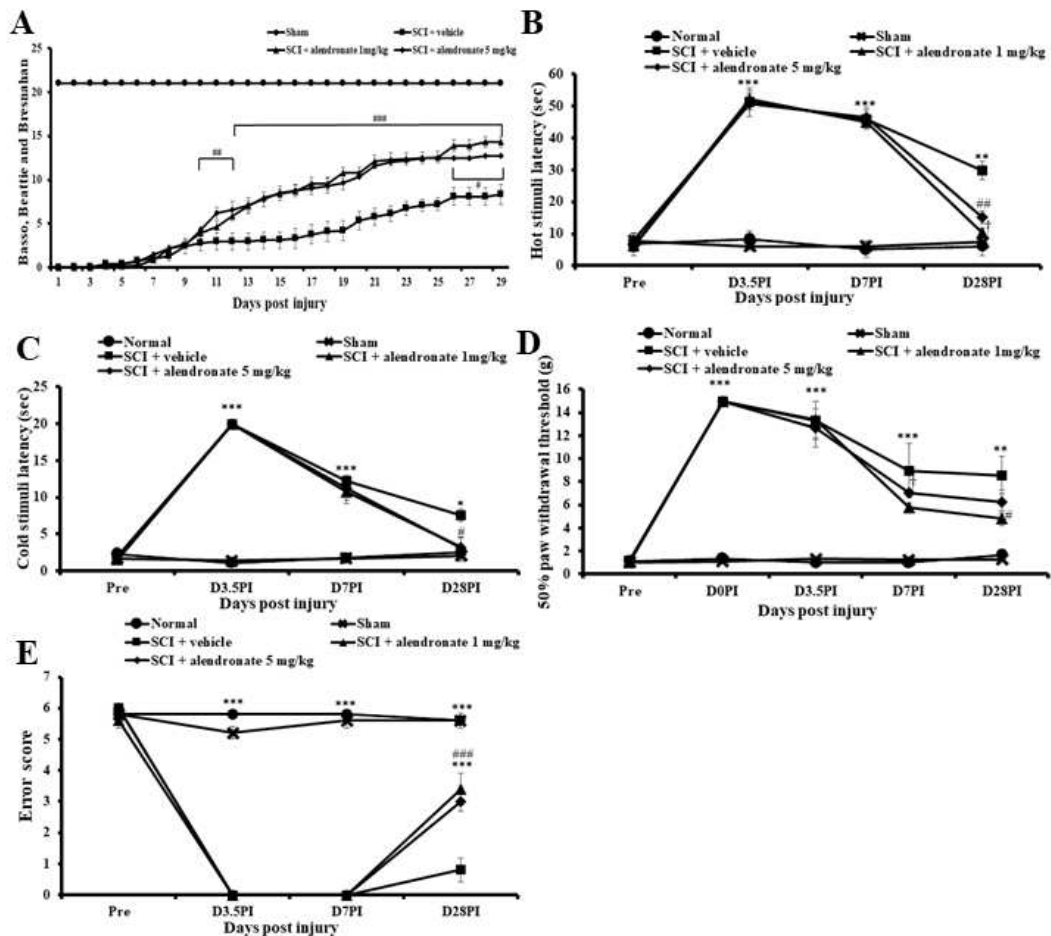 A
Sham SCI + vehicle
SCI + alendronate 1mg/kg SCI + alendronate 5 mg/kg
Basso, Beattie and Bresnahan
25
20
15
10
5
0
##
###
#
1 3 5 7 9 11 13 15 17 19 21 23 25 27 29
Days post injury
B
Normal Sham
SCI + vehicle SCI + alendronate 1 mg/kg
SCI + alendronate 5 mg/kg
Hot stimuli latency (sec)
60
50
40
30
20
10
0
*** ***
**
##
†
Pre D3.5PI D7PI D28PI
Days post injury
C
Normal Sham
SCI + vehicle SCI + alendronate 1mg/kg
SCI + alendronate 5 mg/kg
Cold stimuli latency (sec)
20
20
15
10
5
0
***
***
*
#
Pre D3.5PI D7PI D28PI
Days post injury
D
Normal Sham
SCI + vehicle SCI + alendronate 1mg/kg
SCI + alendronate 5 mg/kg
50% paw withdrawal threshold (g)
16
14
12
10
8
6
4
2
0
*** ***
***
**
†
#
Pre D0PI D3.5PI D7PI D28PI
Days post injury
E
Normal Sham
SCI + vehicle SCI + alendronate 1 mg/kg
SCI + alendronate 5 mg/kg
Error score
7
6
5
4
3
2
1
0
*** *** ***
###
***
Pre D3.5PI D7PI D28PI
Days post injury